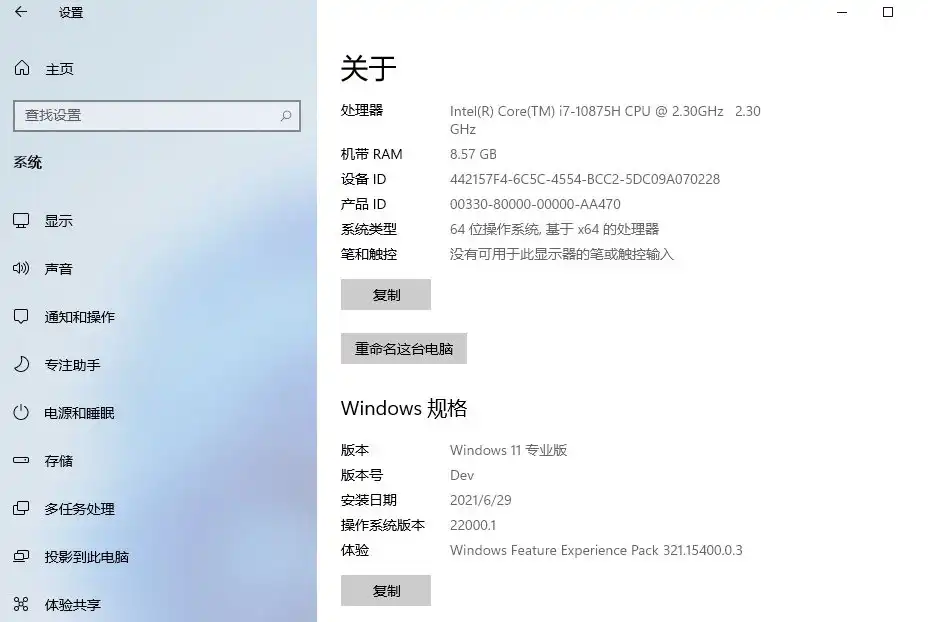 设置
主页
查找设置
系统
显示
声音
通知和操作
专注助手
电源和睡眠
存储
多任务处理
投影到此电脑
体验共享
关于
处理器 Intel(R) Core(TM) i7-10875H CPU @ 2.30GHz 2.30
GHz
机带 RAM 8.57 GB
设备 ID 442157F4-6C5C-4554-BCC2-5DC09A070228
产品 ID 00330-80000-00000-AA470
系统类型 64 位操作系统, 基于 x64 的处理器
笔和触控 没有可用于此显示器的笔或触控输入
复制
重命名这台电脑
Windows 规格
版本 Windows 11 专业版
版本号 Dev
安装日期 2021/6/29
操作系统版本 22000.1
体验 Windows Feature Experience Pack 321.15400.0.3
复制